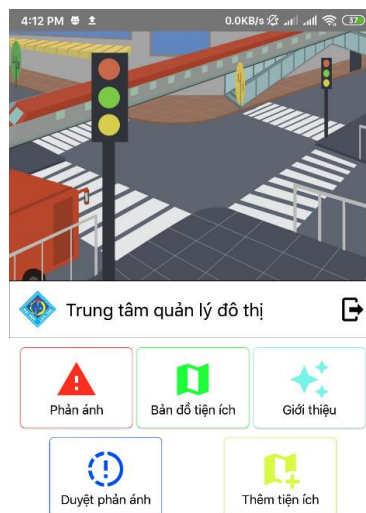 4:12 PM 0.0KB/s 37
Trung tâm quản lý đô thị
Phản ánh Bản đồ tiện ích Giới thiệu
Duyệt phản ánh Thêm tiện ích